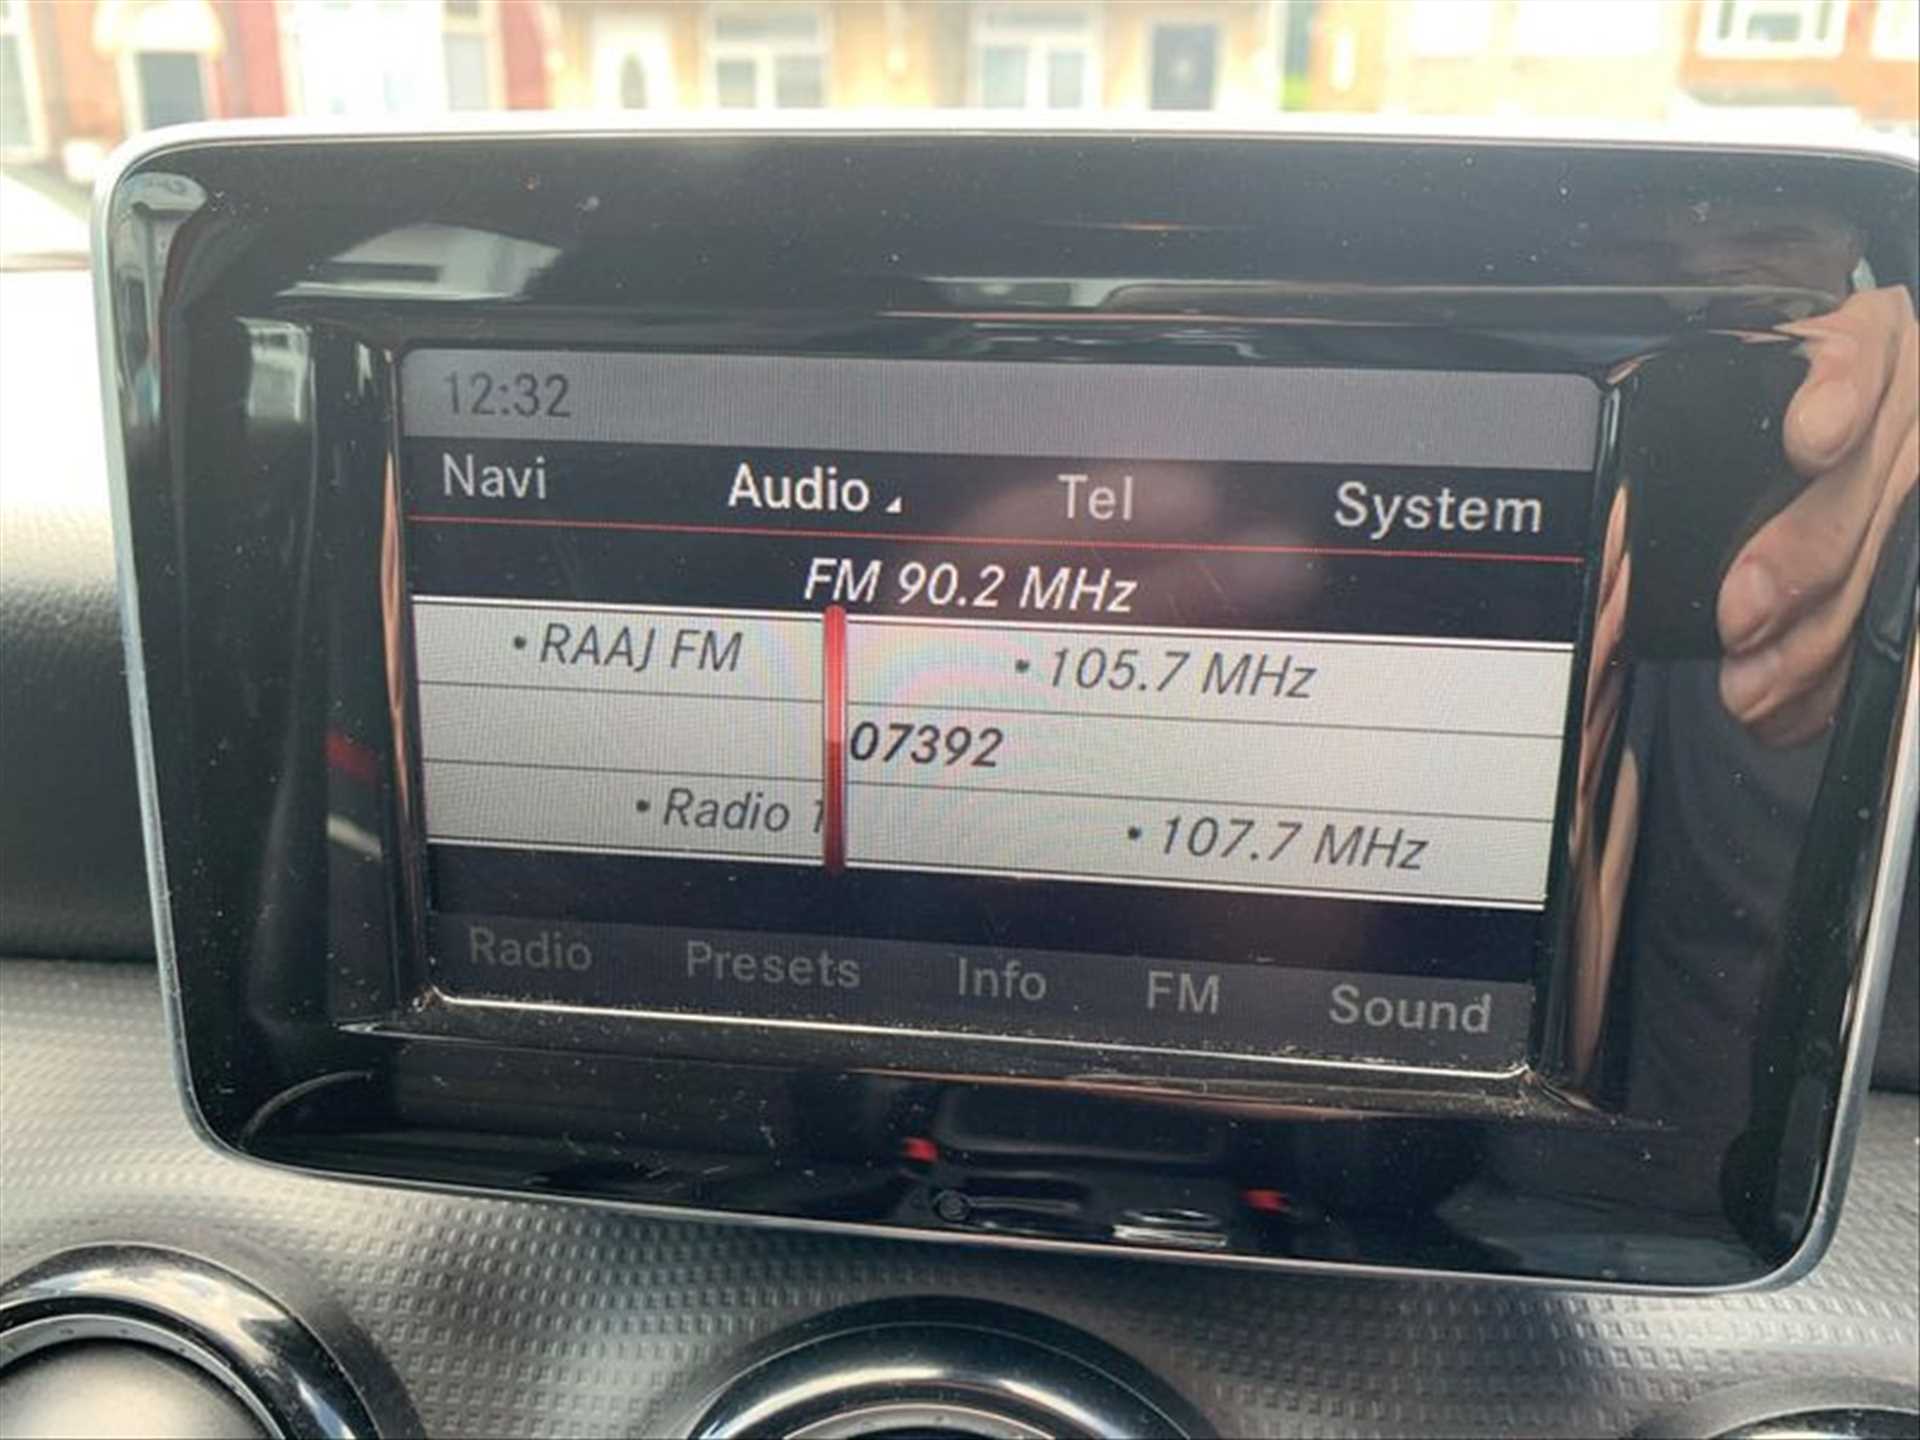 12:32
Navi Audio Tel System
FM 90.2 MHz
• RAAJ FM • 105.7 MHz
07392
• Radio 1 • 107.7 MHz
Radio Presets Info FM Sound